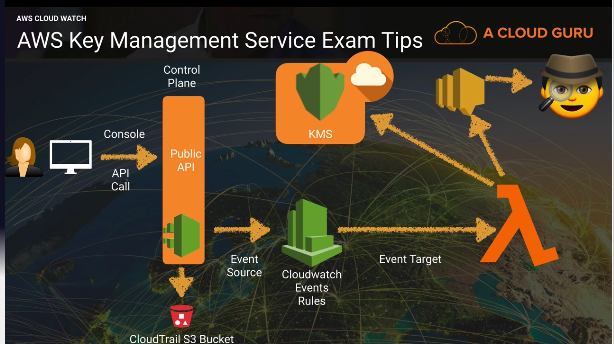 AWS CLOUD WATCH
AWS Key Management Service Exam Tips
A CLOUD GURU
Control
Plane
Console
API
Call
Public
API
KMS
Event
Source
Cloudwatch
Events
Rules
Event Target
CloudTrail S3 Bucket